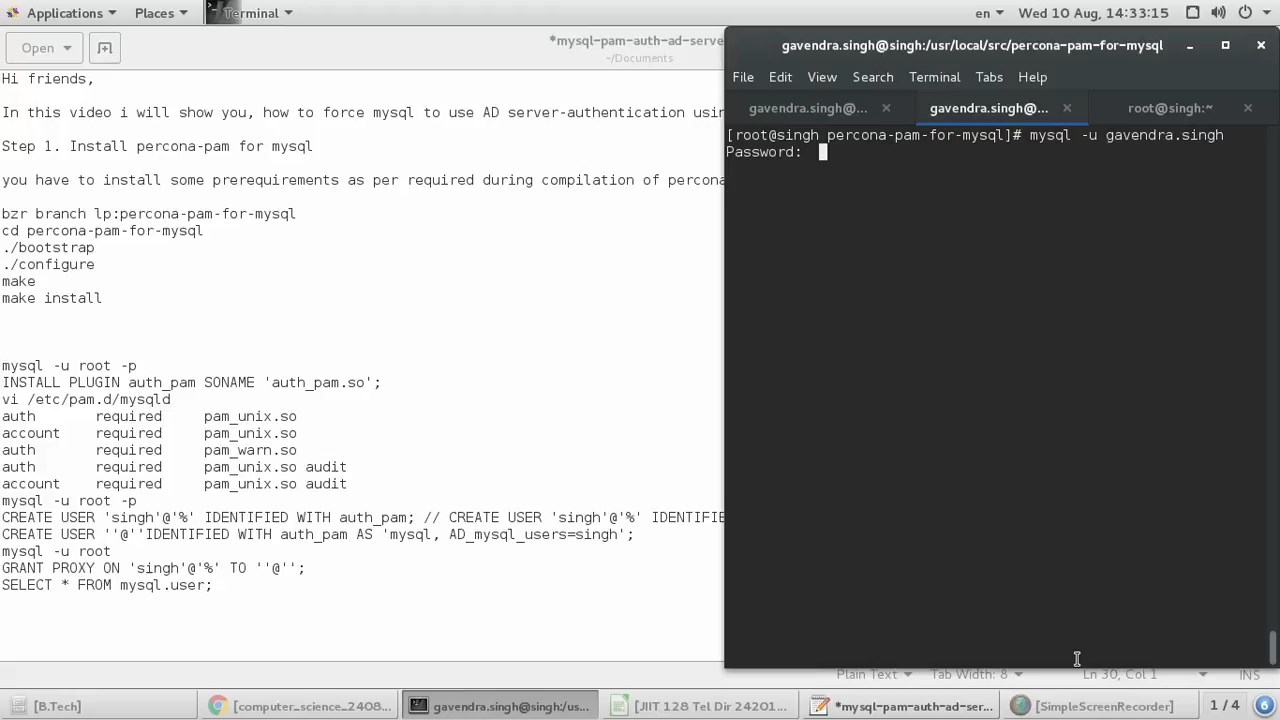 Applications Places Terminal en Wed 10 Aug, 14:33:15
Open
*mysql-pam-auth-ad-serve
~/Documents
Hi friends,
In this video i will show you, how to force mysql to use AD server-authentication usin
Step 1. Install percona-pam for mysql
you have to install some prerequirements as per required during compilation of percona
bzr branch lp:percona-pam-for-mysql
cd percona-pam-for-mysql
./bootstrap
./configure
make
make install
mysql -u root -p
INSTALL PLUGIN auth_pam SONAME 'auth_pam.so';
vi /etc/pam.d/mysqld
auth required pam_unix.so
account required pam_unix.so
auth required pam_warn.so
auth required pam_unix.so audit
account required pam_unix.so audit
mysql -u root -p
CREATE USER 'singh'@'%' IDENTIFIED WITH auth_pam; // CREATE USER 'singh'@'%' IDENTIFIE
CREATE USER ''@''IDENTIFIED WITH auth_pam AS 'mysql, AD_mysql_users=singh';
mysql -u root
GRANT PROXY ON 'singh'@'%' TO ''@'';
SELECT * FROM mysql.user;
Plain Text Tab Width: 8 Ln 30, Col 1 INS
gavendra.singh@singh:/usr/local/src/percona-pam-for-mysql
File Edit View Search Terminal Tabs Help
gavendra.singh@... gavendra.singh@... root@singh:~
[root@singh percona-pam-for-mysql]# mysql -u gavendra.singh
Password:
[B.Tech] [computer_science_2408... gavendra.singh@singh:/us... [JIIT 128 Tel Dir 24201... *mysql-pam-auth-ad-ser... [SimpleScreenRecorder] 1 / 4 6